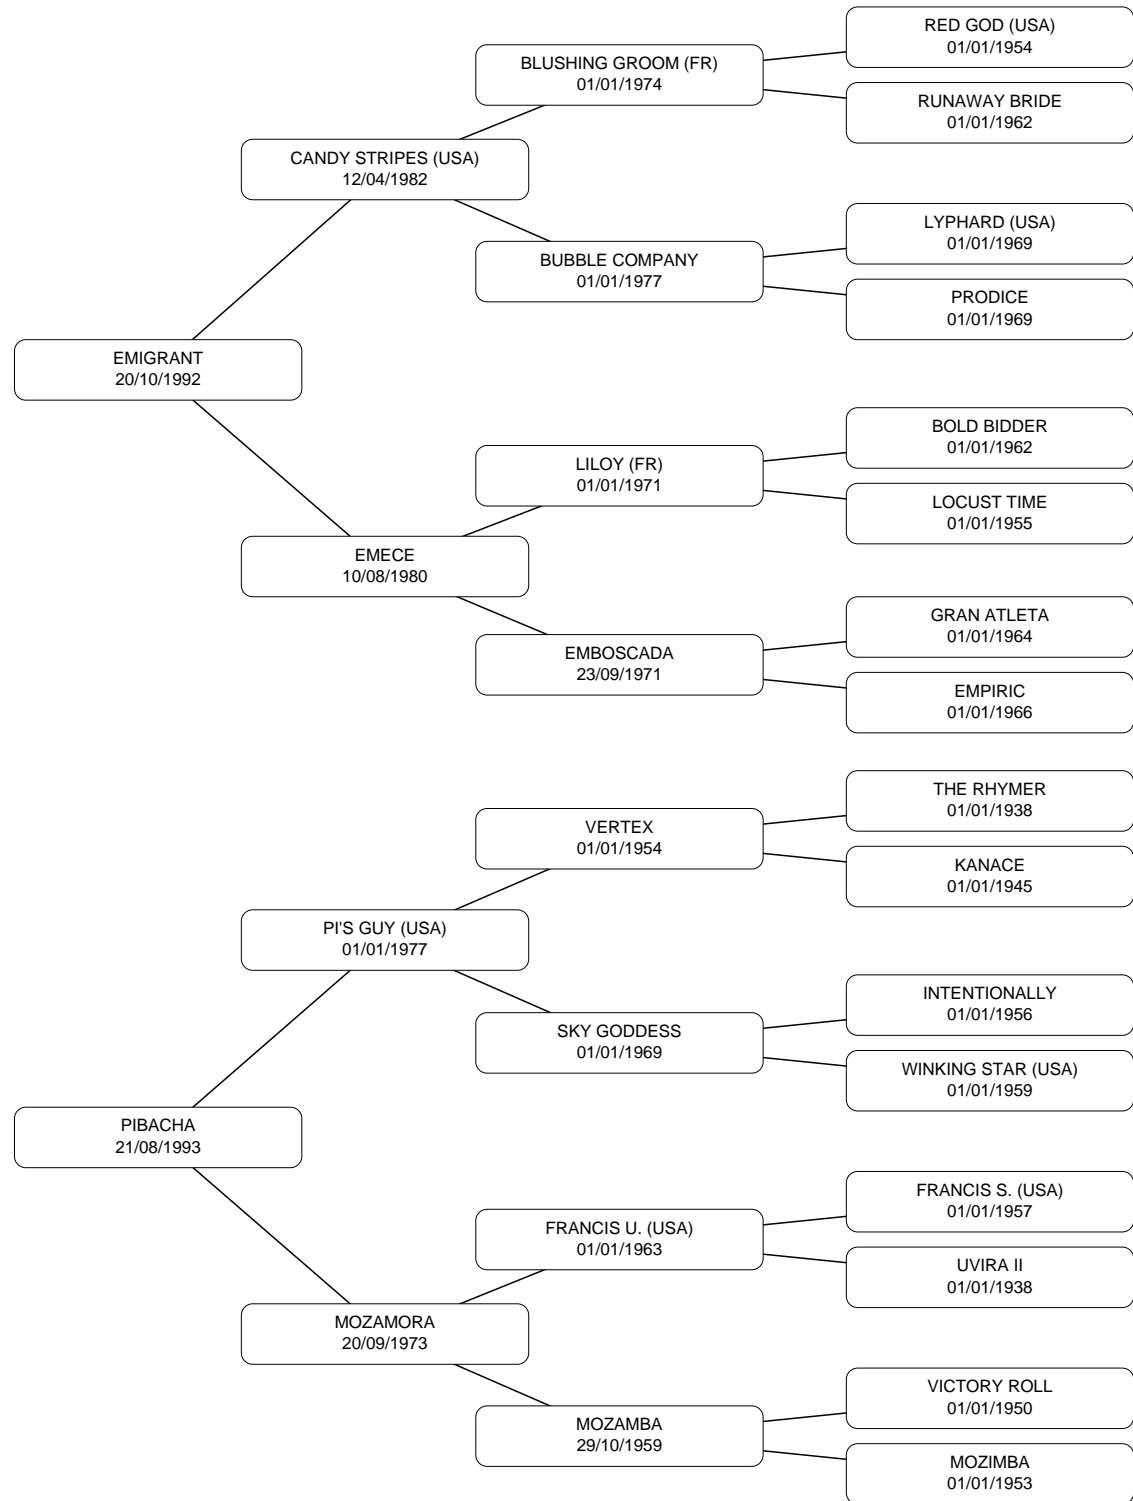 RED GOD (USA)
01/01/1954
BLUSHING GROOM (FR)
01/01/1974
RUNAWAY BRIDE
01/01/1962
CANDY STRIPES (USA)
12/04/1982
LYPHARD (USA)
01/01/1969
BUBBLE COMPANY
01/01/1977
PRODICE
01/01/1969
EMIGRANT
20/10/1992
BOLD BIDDER
01/01/1962
LILOY (FR)
01/01/1971
LOCUST TIME
01/01/1955
EMECE
10/08/1980
GRAN ATLETA
01/01/1964
EMBOSCADA
23/09/1971
EMPIRIC
01/01/1966
THE RHYMER
01/01/1938
VERTEX
01/01/1954
KANACE
01/01/1945
PI'S GUY (USA)
01/01/1977
INTENTIONALLY
01/01/1956
SKY GODDESS
01/01/1969
WINKING STAR (USA)
01/01/1959
PIBACHA
21/08/1993
FRANCIS S. (USA)
01/01/1957
FRANCIS U. (USA)
01/01/1963
UVIRA II
01/01/1938
MOZAMORA
20/09/1973
VICTORY ROLL
01/01/1950
MOZAMBA
29/10/1959
MOZIMBA
01/01/1953